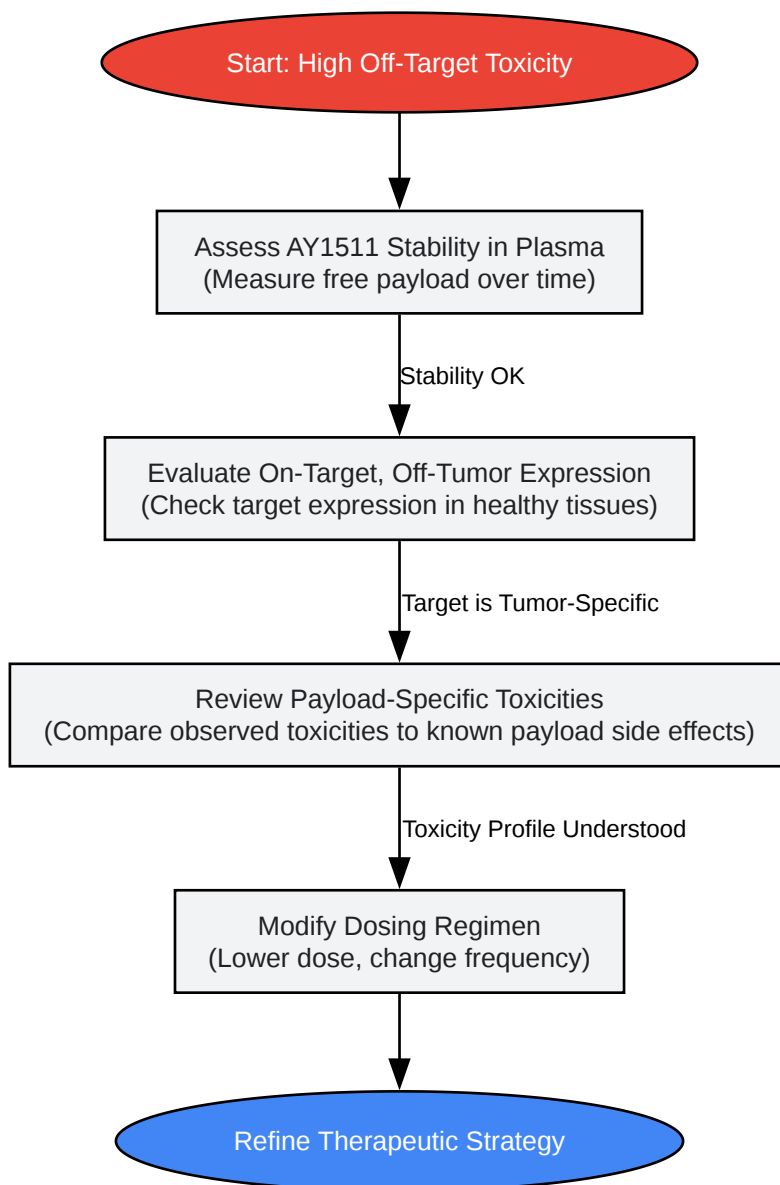 Start: High Off-Target Toxicity
Assess AY1511 Stability in Plasma
(Measure free payload over time)
Stability OK
Evaluate On-Target, Off-Tumor Expression
(Check target expression in healthy tissues)
Target is Tumor-Specific
Review Payload-Specific Toxicities
(Compare observed toxicities to known payload side effects)
Toxicity Profile Understood
Modify Dosing Regimen
(Lower dose, change frequency)
Refine Therapeutic Strategy